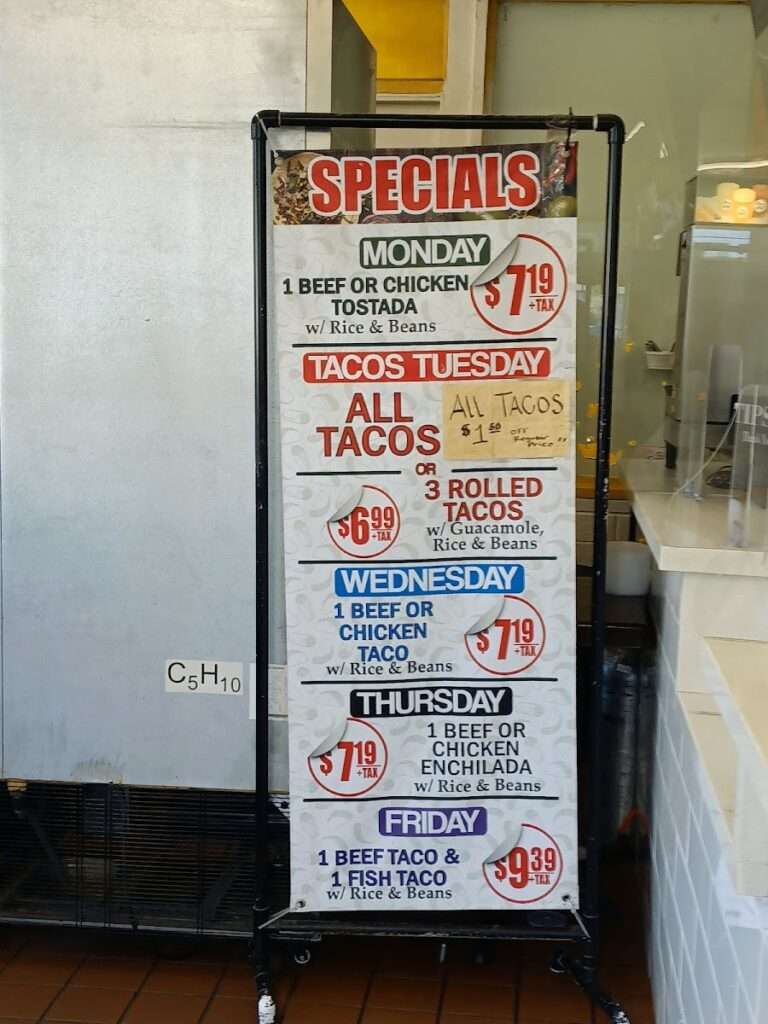 SPECIALS
MONDAY
1 BEEF OR CHICKEN
TOSTADA
w/ Rice & Beans
$7.19
+TAX
TACOS TUESDAY
ALL
TACOS
ALL TACOS
$1.50 OFF
Regular
Price
OR
3 ROLLED
TACOS
w/ Guacamole,
Rice & Beans
$6.99
+TAX
WEDNESDAY
1 BEEF OR
CHICKEN
TACO
w/ Rice & Beans
$7.19
+TAX
THURSDAY
$7.19
+TAX
1 BEEF OR
CHICKEN
ENCHILADA
w/ Rice & Beans
FRIDAY
1 BEEF TACO &
1 FISH TACO
w/ Rice & Beans
$9.39
+TAX
C₅H₁₀
TIPS